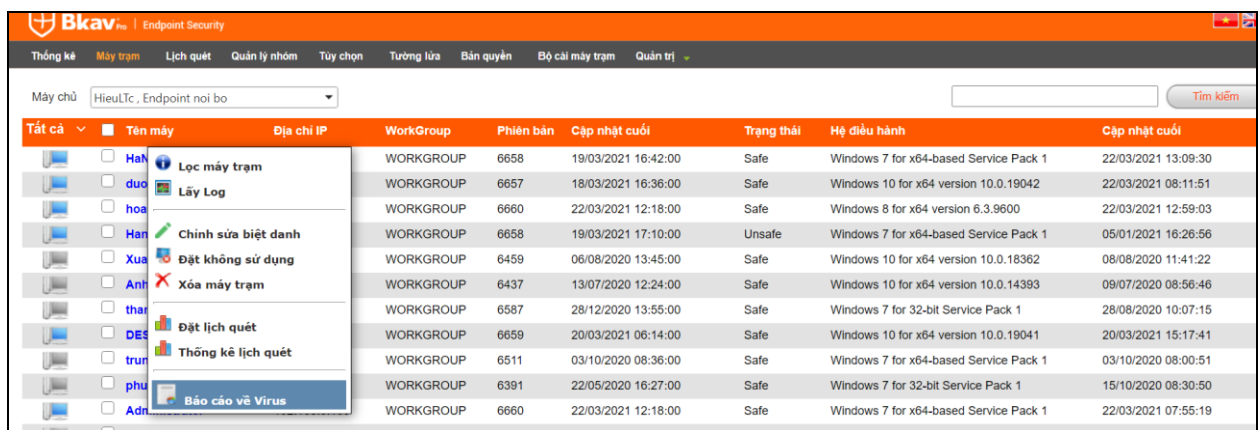 Bkav Pro | Endpoint Security
Thống kê Máy trạm Lịch quét Quản lý nhóm Tùy chọn Tường lửa Bản quyền Bộ cài máy trạm Quản trị
Máy chủ HieuLTc , Endpoint noi bo Tìm kiếm
Tất cả Tên máy Địa chỉ IP WorkGroup Phiên bản Cập nhật cuối Trạng thái Hệ điều hành Cập nhật cuối
HaN WORKGROUP 6658 19/03/2021 16:42:00 Safe Windows 7 for x64-based Service Pack 1 22/03/2021 13:09:30
Lọc máy trạm
duo WORKGROUP 6657 18/03/2021 16:36:00 Safe Windows 10 for x64 version 10.0.19042 22/03/2021 08:11:51
Lấy Log
hoa WORKGROUP 6660 22/03/2021 12:18:00 Safe Windows 8 for x64 version 6.3.9600 22/03/2021 12:59:03
Han WORKGROUP 6658 19/03/2021 17:10:00 Unsafe Windows 7 for x64-based Service Pack 1 05/01/2021 16:26:56
Chỉnh sửa biệt danh
Xua WORKGROUP 6459 06/08/2020 13:45:00 Safe Windows 10 for x64 version 10.0.18362 08/08/2020 11:41:22
Đặt không sử dụng
Anh WORKGROUP 6437 13/07/2020 12:24:00 Safe Windows 10 for x64 version 10.0.14393 09/07/2020 08:56:46
Xóa máy trạm
than WORKGROUP 6587 28/12/2020 13:55:00 Safe Windows 7 for 32-bit Service Pack 1 28/08/2020 10:07:15
Đặt lịch quét
DES WORKGROUP 6659 20/03/2021 06:14:00 Safe Windows 10 for x64 version 10.0.19041 20/03/2021 15:17:41
Thống kê lịch quét
trun WORKGROUP 6511 03/10/2020 08:36:00 Safe Windows 7 for x64-based Service Pack 1 03/10/2020 08:00:51
phu WORKGROUP 6391 22/05/2020 16:27:00 Safe Windows 7 for 32-bit Service Pack 1 15/10/2020 08:30:50
Báo cáo về Virus
WORKGROUP 6660 22/03/2021 12:18:00 Safe Windows 7 for x64-based Service Pack 1 22/03/2021 07:55:19